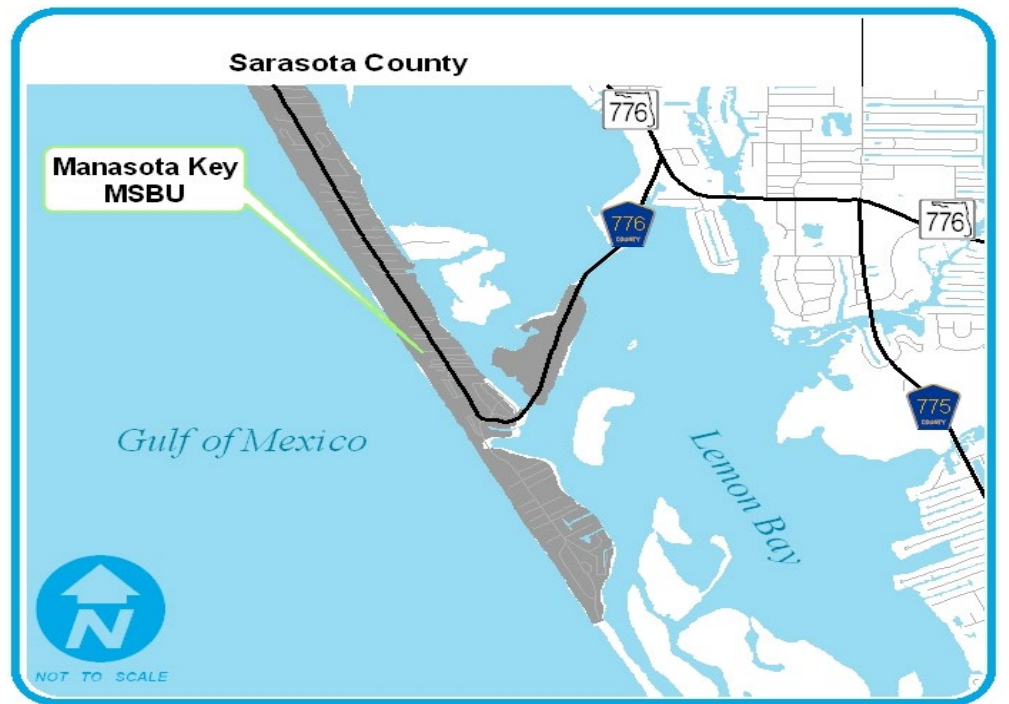 Sarasota County
776
Manasota Key
MSBU
776
COUNTY
776
775
COUNTY
Gulf of Mexico
Lemon Bay
N
NOT TO SCALE